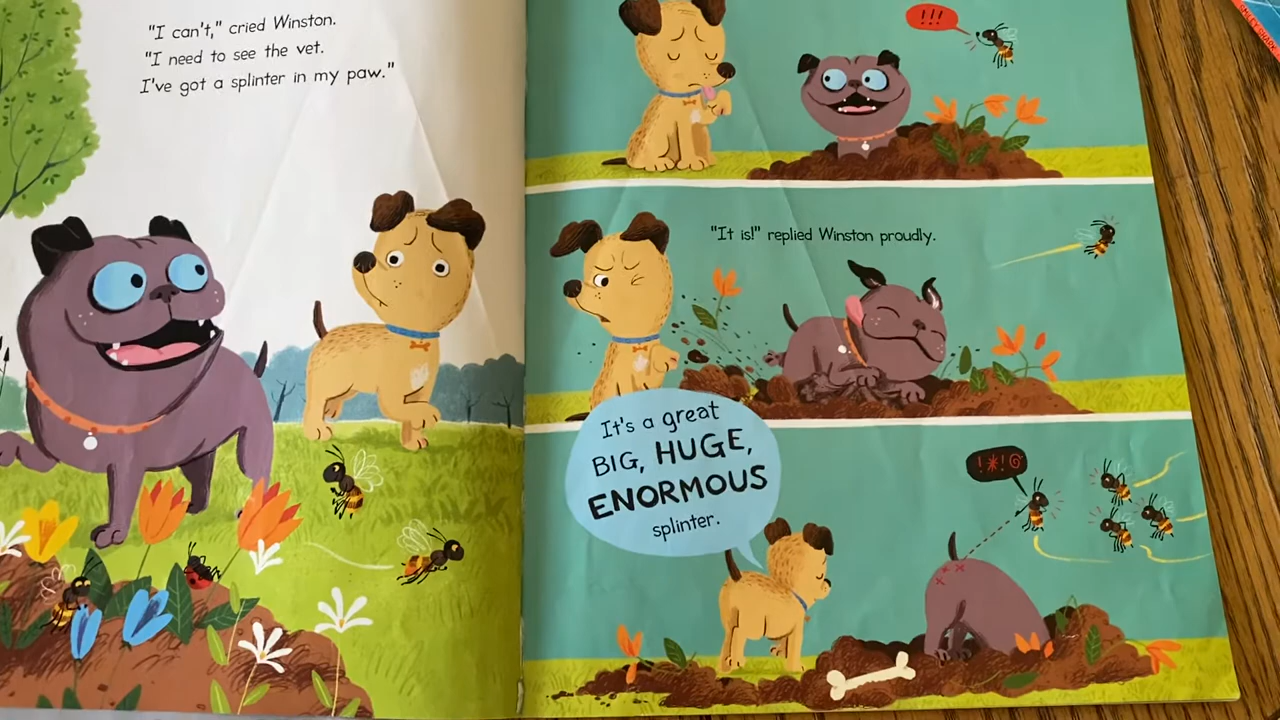 "I can't," cried Winston.
"I need to see the vet.
I've got a splinter in my paw."
!!!
"It is!" replied Winston proudly.
It's a great
BIG, HUGE,
ENORMOUS
splinter.
!*!@